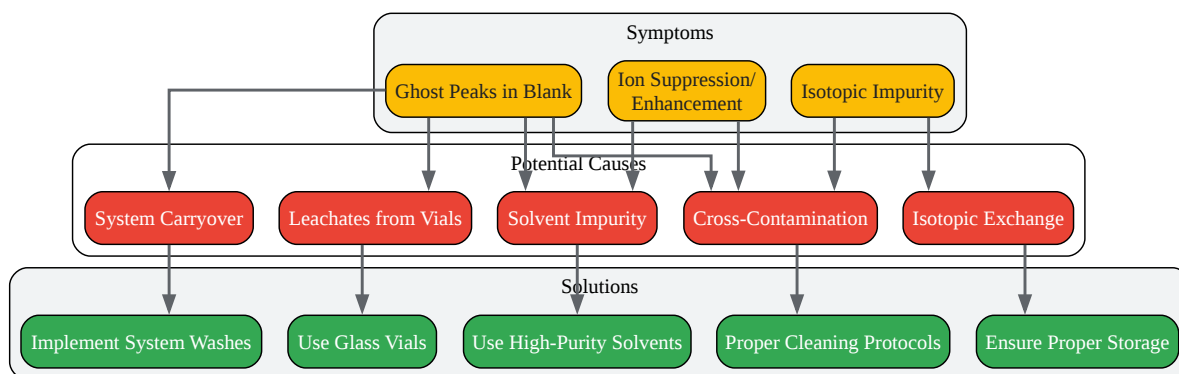 Symptoms
Ghost Peaks in Blank
Ion Suppression/
Enhancement
Isotopic Impurity
Potential Causes
System Carryover
Leachates from Vials
Solvent Impurity
Cross-Contamination
Isotopic Exchange
Solutions
Implement System Washes
Use Glass Vials
Use High-Purity Solvents
Proper Cleaning Protocols
Ensure Proper Storage